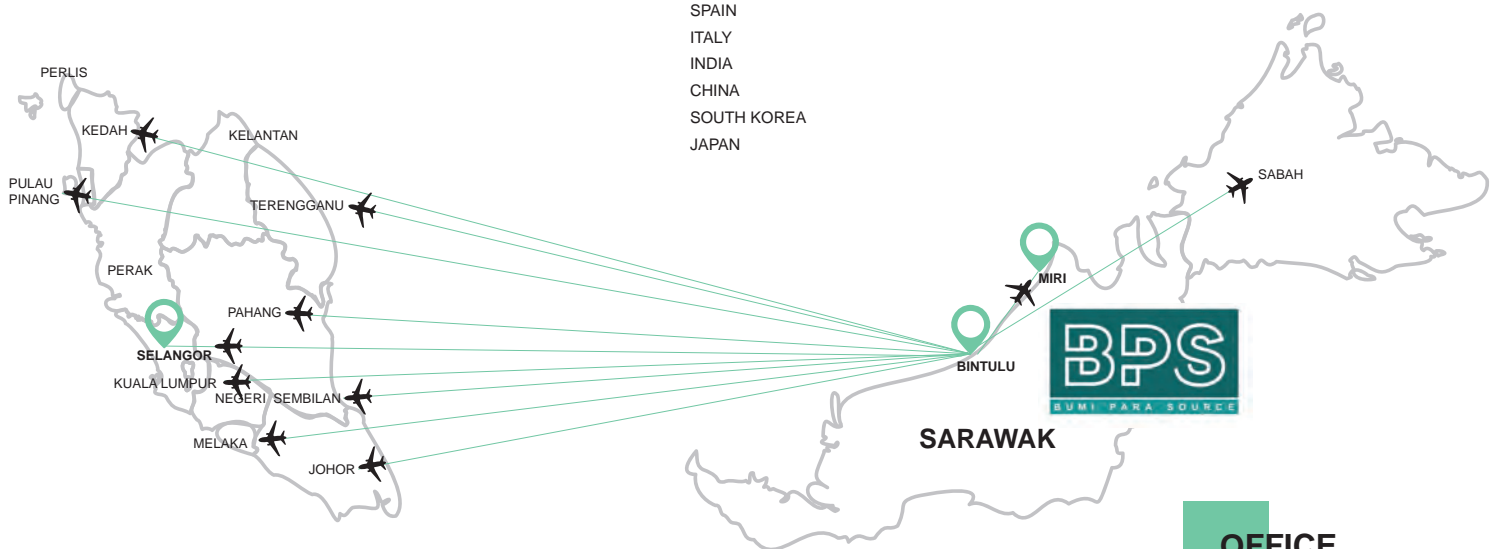 SPAIN
ITALY
INDIA
CHINA
SOUTH KOREA
JAPAN
PERLIS
KEDAH
KELANTAN
PULAU
PINANG
TERENGGANU
SABAH
PERAK
MIRI
PAHANG
SELANGOR
BINTULU
KUALA LUMPUR
NEGERI SEMBILAN
BPS
BUMI PARA SOURCE
MELAKA
SARAWAK
JOHOR
OFFICE